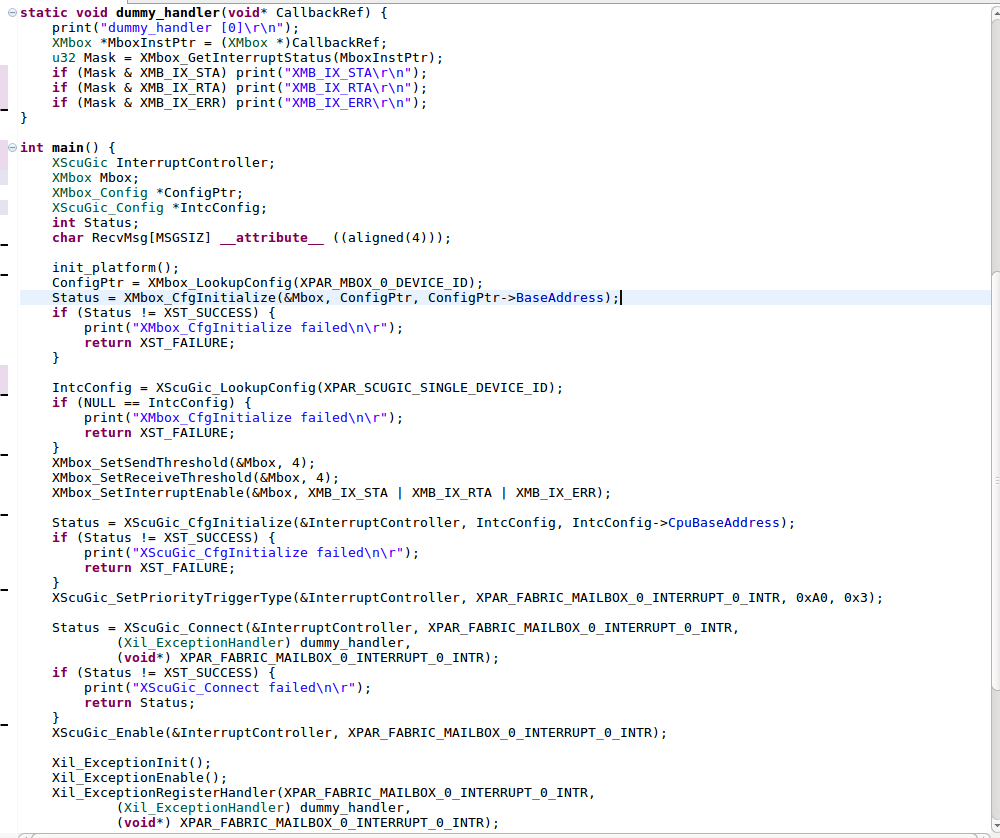 static void dummy_handler(void* CallbackRef) {
    print("dummy_handler [0]\r\n");
    XMbox *MboxInstPtr = (XMbox *)CallbackRef;
    u32 Mask = XMbox_GetInterruptStatus(MboxInstPtr);
    if (Mask & XMB_IX_STA) print("XMB_IX_STA\r\n");
    if (Mask & XMB_IX_RTA) print("XMB_IX_RTA\r\n");
    if (Mask & XMB_IX_ERR) print("XMB_IX_ERR\r\n");
}

int main() {
    XScuGic InterruptController;
    XMbox Mbox;
    XMbox_Config *ConfigPtr;
    XScuGic_Config *IntcConfig;
    int Status;
    char RecvMsg[MSGSIZ] __attribute__ ((aligned(4)));

    init_platform();
    ConfigPtr = XMbox_LookupConfig(XPAR_MBOX_0_DEVICE_ID);
    Status = XMbox_CfgInitialize(&Mbox, ConfigPtr, ConfigPtr->BaseAddress);
    if (Status != XST_SUCCESS) {
        print("XMbox_CfgInitialize failed\n\r");
        return XST_FAILURE;
    }

    IntcConfig = XScuGic_LookupConfig(XPAR_SCUGIC_SINGLE_DEVICE_ID);
    if (NULL == IntcConfig) {
        print("XMbox_CfgInitialize failed\n\r");
        return XST_FAILURE;
    }
    XMbox_SetSendThreshold(&Mbox, 4);
    XMbox_SetReceiveThreshold(&Mbox, 4);
    XMbox_SetInterruptEnable(&Mbox, XMB_IX_STA | XMB_IX_RTA | XMB_IX_ERR);

    Status = XScuGic_CfgInitialize(&InterruptController, IntcConfig, IntcConfig->CpuBaseAddress);
    if (Status != XST_SUCCESS) {
        print("XScuGic_CfgInitialize failed\n\r");
        return XST_FAILURE;
    }
    XScuGic_SetPriorityTriggerType(&InterruptController, XPAR_FABRIC_MAILBOX_0_INTERRUPT_0_INTR, 0xA0, 0x3);

    Status = XScuGic_Connect(&InterruptController, XPAR_FABRIC_MAILBOX_0_INTERRUPT_0_INTR,
            (Xil_ExceptionHandler) dummy_handler,
            (void*) XPAR_FABRIC_MAILBOX_0_INTERRUPT_0_INTR);
    if (Status != XST_SUCCESS) {
        print("XScuGic_Connect failed\n\r");
        return Status;
    }
    XScuGic_Enable(&InterruptController, XPAR_FABRIC_MAILBOX_0_INTERRUPT_0_INTR);

    Xil_ExceptionInit();
    Xil_ExceptionEnable();
    Xil_ExceptionRegisterHandler(XPAR_FABRIC_MAILBOX_0_INTERRUPT_0_INTR,
            (Xil_ExceptionHandler) dummy_handler,
            (void*) XPAR_FABRIC_MAILBOX_0_INTERRUPT_0_INTR);